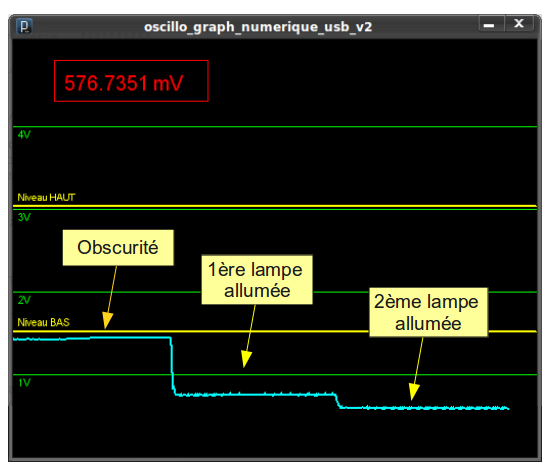 oscillo_graph_numerique_usb_v2
576.7351 mV
4V
Niveau HAUT
3V
Obscurité
1ère lampe
allumée
2V
2ème lampe
allumée
Niveau BAS
1V